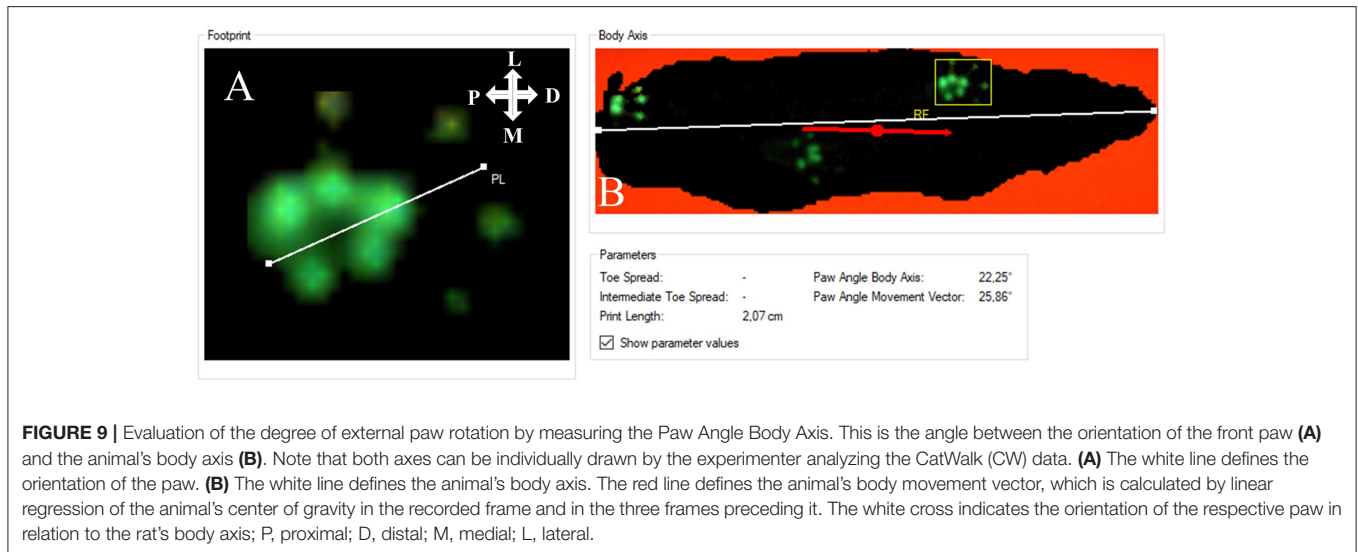 Footprint
A
L
P D
M
PL
Body Axis
RF
B
Parameters
Toe Spread: - Paw Angle Body Axis: 22,25°
Intermediate Toe Spread: - Paw Angle Movement Vector: 25,86°
Print Length: 2,07 cm
Show parameter values
FIGURE 9 | Evaluation of the degree of external paw rotation by measuring the Paw Angle Body Axis. This is the angle between the orientation of the front paw (A)
and the animal's body axis (B). Note that both axes can be individually drawn by the experimenter analyzing the CatWalk (CW) data. (A) The white line defines the
orientation of the paw. (B) The white line defines the animal's body axis. The red line defines the animal's body movement vector, which is calculated by linear
regression of the animal's center of gravity in the recorded frame and in the three frames preceding it. The white cross indicates the orientation of the respective paw in
relation to the rat's body axis; P, proximal; D, distal; M, medial; L, lateral.